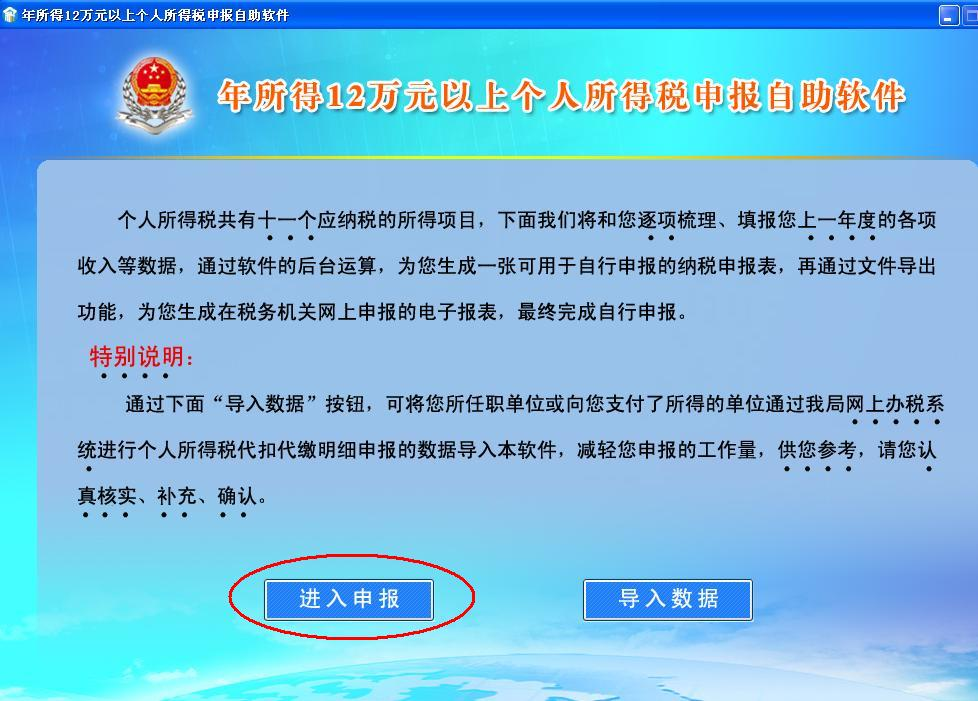 年所得12万元以上个人所得税申报自助软件
年所得12万元以上个人所得税申报自助软件
个人所得税共有十一个应纳税的所得项目，下面我们将和您逐项梳理、填报您上一年度的各项
收入等数据，通过软件的后台运算，为您生成一张可用于自行申报的纳税申报表，再通过文件导出
功能，为您生成在税务机关网上申报的电子报表，最终完成自行申报。
特别说明：
通过下面“导入数据”按钮，可将您所任职单位或向您支付了所得的单位通过我局网上办税系
统进行个人所得税代扣代缴明细申报的数据导入本软件，减轻您申报的工作量，供您参考，请您认
真核实、补充、确认。
进入申报
导入数据